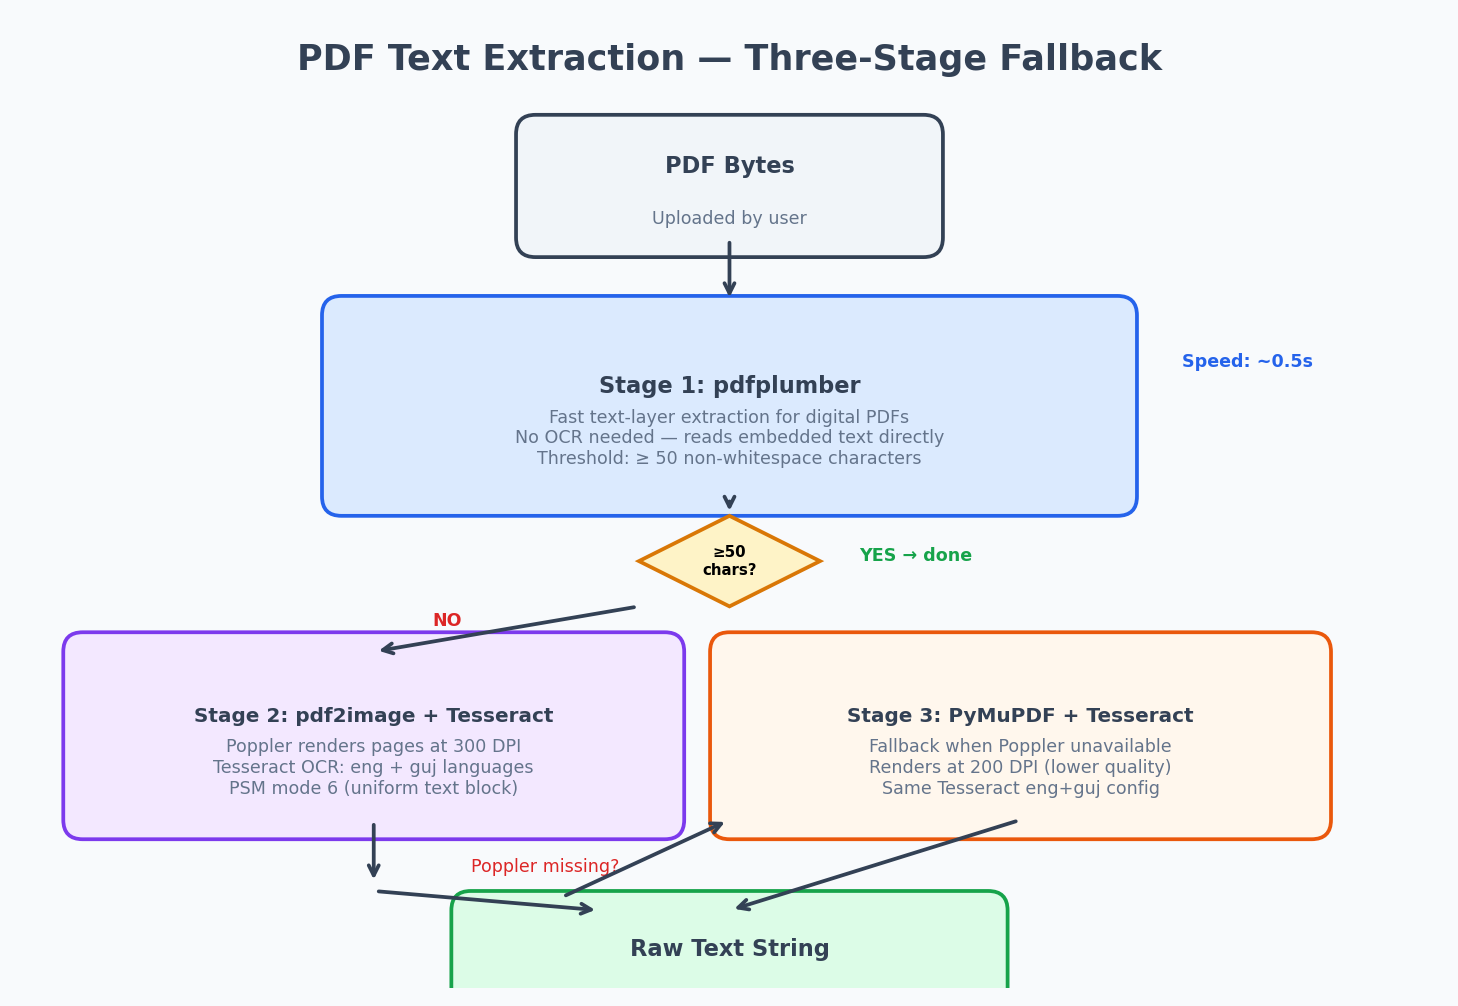 PDF Text Extraction — Three-Stage Fallback
PDF Bytes
Uploaded by user
Stage 1: pdfplumber
Fast text-layer extraction for digital PDFs
No OCR needed — reads embedded text directly
Threshold: ≥ 50 non-whitespace characters
Speed: ~0.5s
≥50
chars?
YES → done
NO
Stage 2: pdf2image + Tesseract
Poppler renders pages at 300 DPI
Tesseract OCR: eng + guj languages
PSM mode 6 (uniform text block)
Stage 3: PyMuPDF + Tesseract
Fallback when Poppler unavailable
Renders at 200 DPI (lower quality)
Same Tesseract eng+guj config
Poppler missing?
Raw Text String